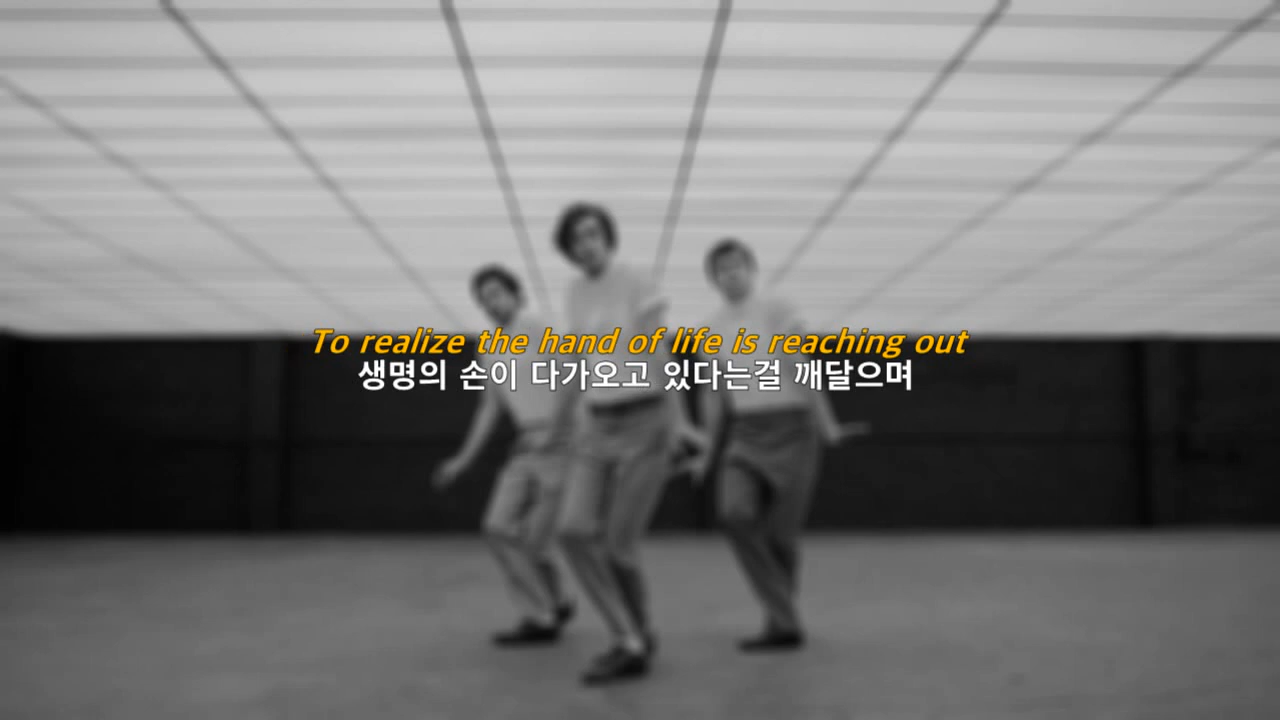 To realize the hand of life is reaching out
생명의 손이 다가오고 있다는걸 깨달으며